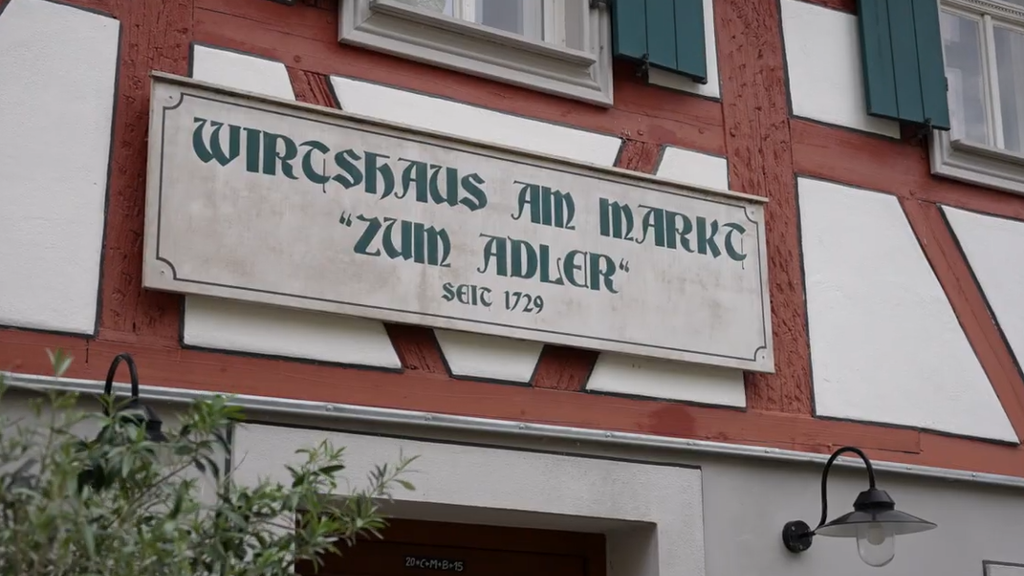 WIRTSHAUS AM MARKT
“ZUM ADLER“
SEIT 1729
20+C+M+B+15